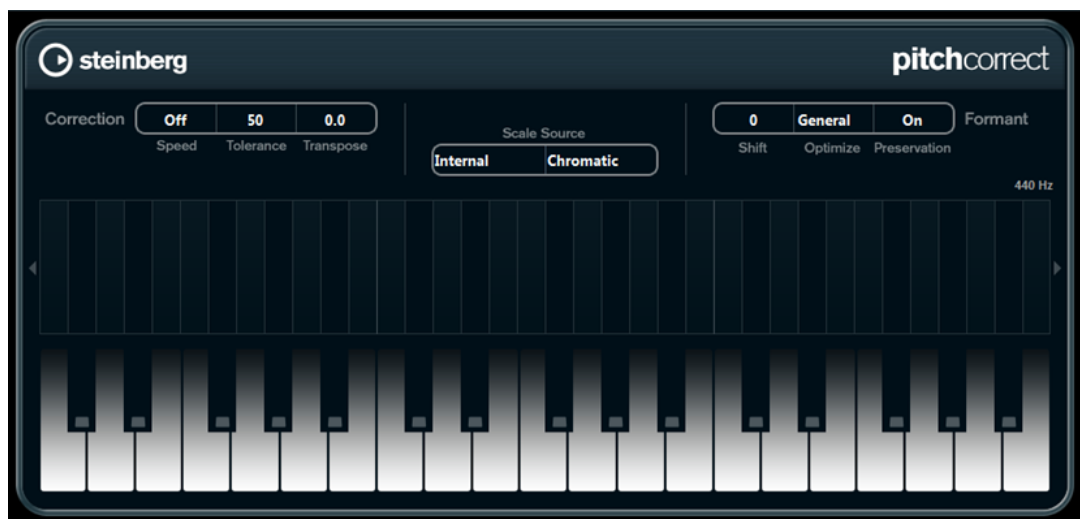 steinberg
pitchcorrect
Correction Off 50 0.0
Speed Tolerance Transpose
Scale Source
Internal Chromatic
0 General On Formant
Shift Optimize Preservation
440 Hz